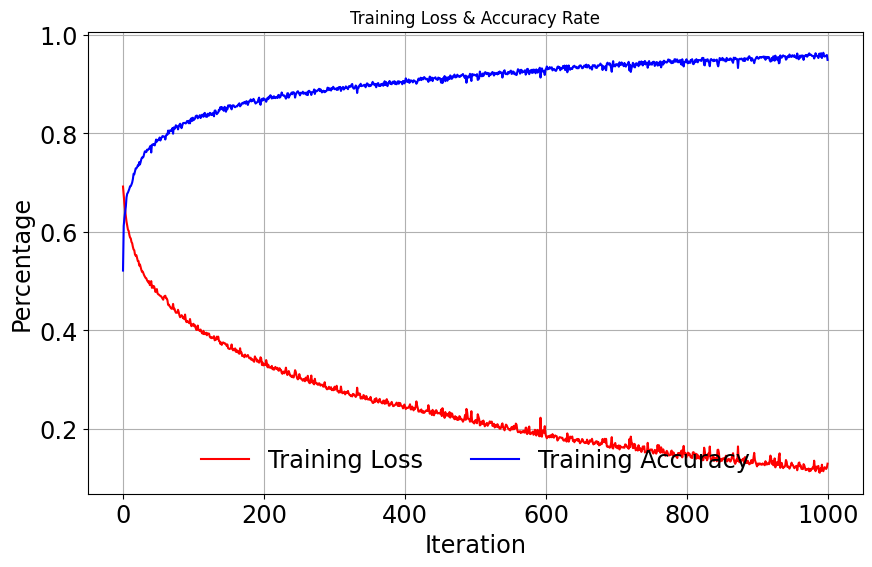 Training Loss & Accuracy Rate
1.0
0.8
0.6
0.4
0.2
Percentage
Training Loss Training Accuracy
0 200 400 600 800 1000
Iteration